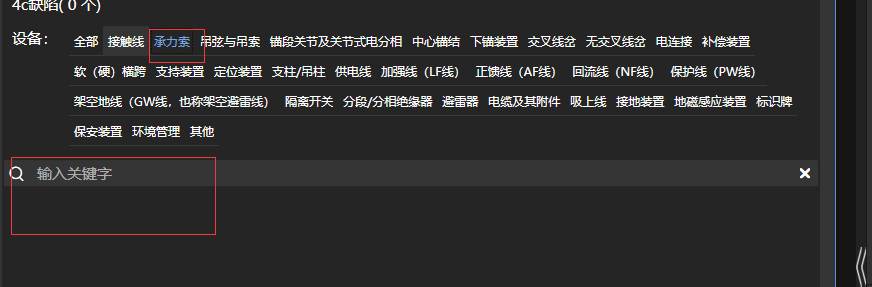 4c缺陷( 0 个)
设备: 全部 接触线 承力索 吊弦与吊索 锚段关节及关节式电分相 中心锚结 下锚装置 交叉线岔 无交叉线岔 电连接 补偿装置
软（硬）横跨 支持装置 定位装置 支柱/吊柱 供电线 加强线（LF线） 正馈线（AF线） 回流线（NF线） 保护线（PW线）
架空地线（GW线，也称架空避雷线） 隔离开关 分段/分相绝缘器 避雷器 电缆及其附件 吸上线 接地装置 地磁感应装置 标识牌
保安装置 环境管理 其他
输入关键字